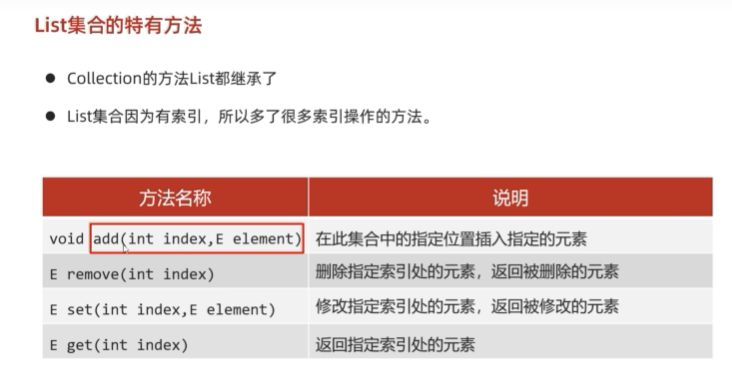 List集合的特有方法
● Collection的方法List都继承了
● List集合因为有索引，所以多了很多索引操作的方法。
方法名称 说明
void add(int index,E element) 在此集合中的指定位置插入指定的元素
E remove(int index) 删除指定索引处的元素，返回被删除的元素
E set(int index,E element) 修改指定索引处的元素，返回被修改的元素
E get(int index) 返回指定索引处的元素